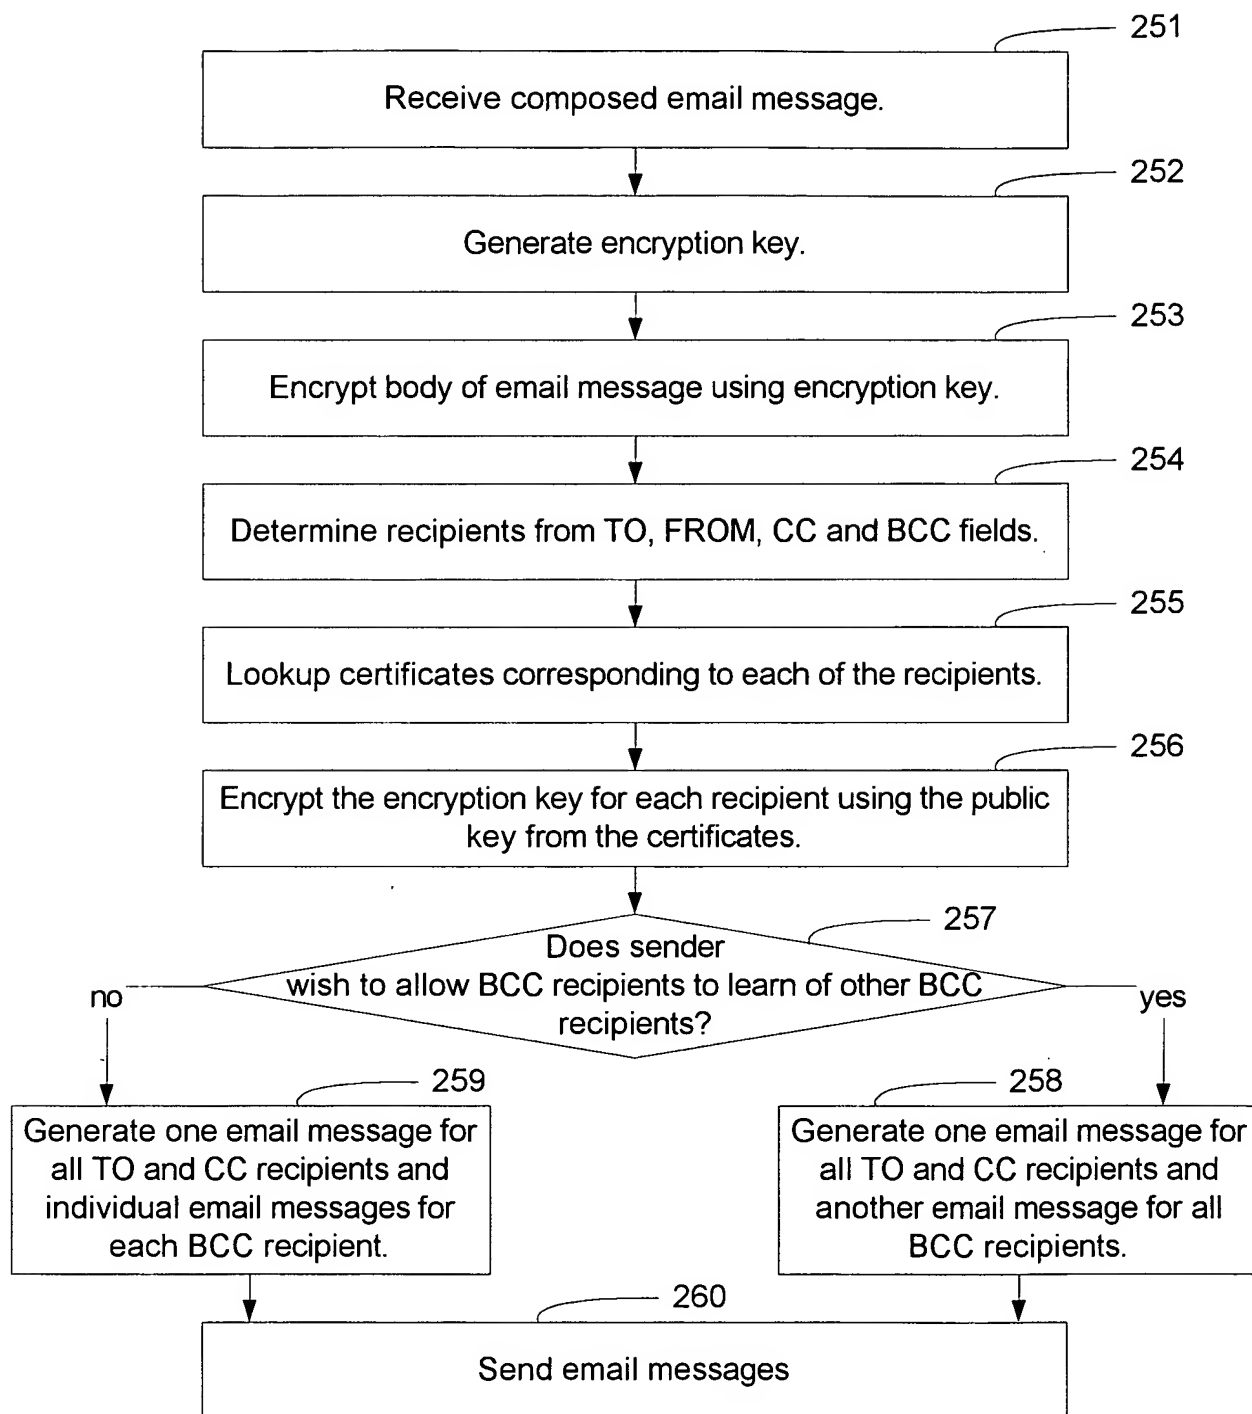 251
Receive composed email message.
252
Generate encryption key.
253
Encrypt body of email message using encryption key.
254
Determine recipients from TO, FROM, CC and BCC fields.
255
Lookup certificates corresponding to each of the recipients.
256
Encrypt the encryption key for each recipient using the public
key from the certificates.
257
Does sender
wish to allow BCC recipients to learn of other BCC
recipients?
no
yes
259
Generate one email message for
all TO and CC recipients and
individual email messages for
each BCC recipient.
258
Generate one email message for
all TO and CC recipients and
another email message for all
BCC recipients.
260
Send email messages